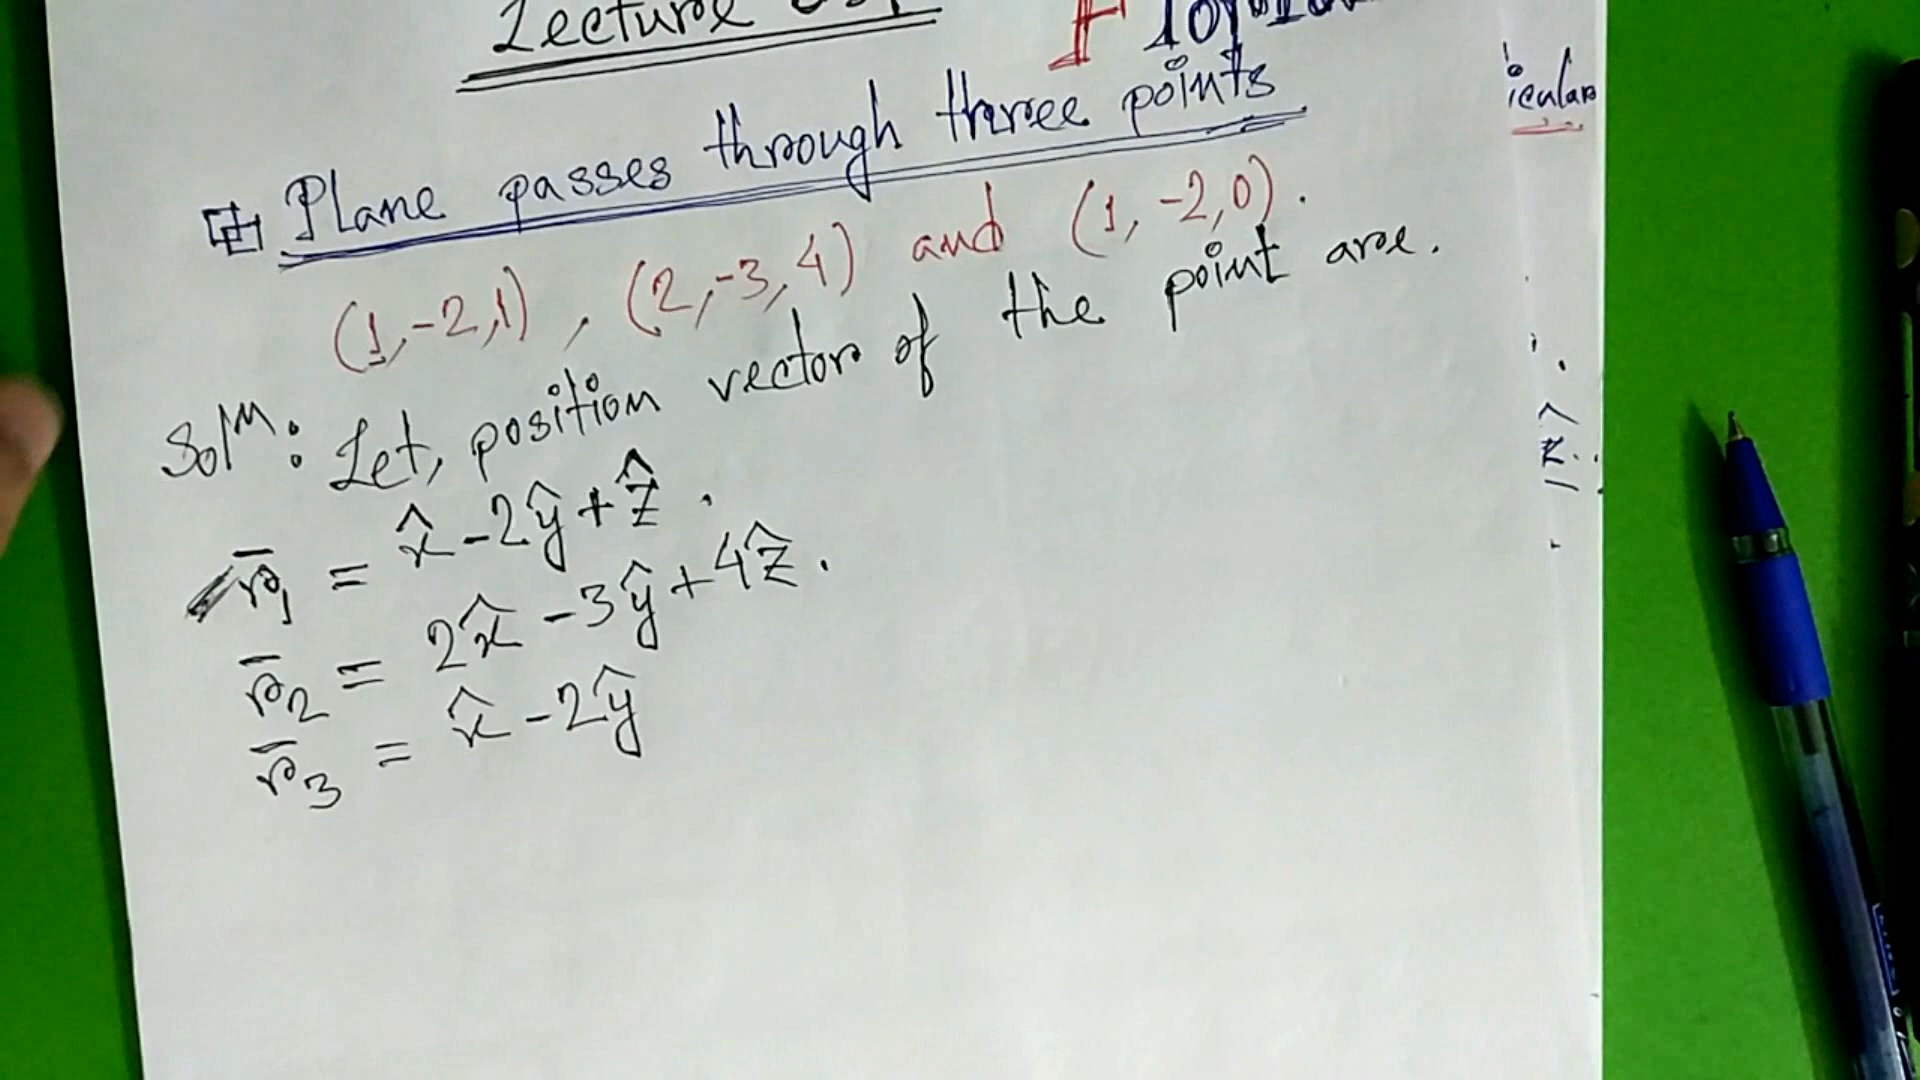 Lecture
Plane passes through three points
(1,-2,1), (2,-3,4) and (1,-2,0).
Solⁿ: Let, position vector of the point are.
r̄₁ = x̂ - 2ŷ + ẑ.
r̄₂ = 2x̂ - 3ŷ + 4ẑ.
r̄₃ = x̂ - 2ŷ
icular